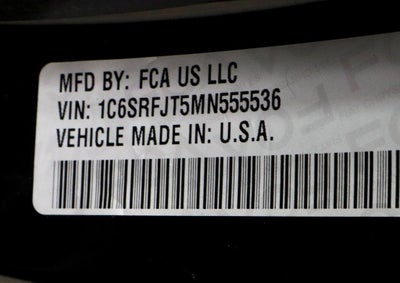 MFD BY: FCA US LLC
VIN: 1C6SRFJT5MN555536
VEHICLE MADE IN: U.S.A.